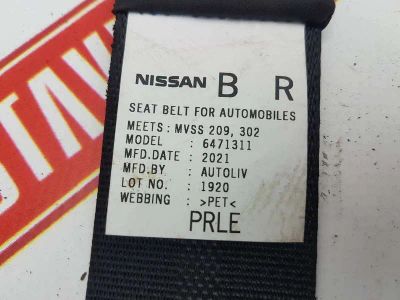 NISSAN B R
SEAT BELT FOR AUTOMOBILES
MEETS: MVSS 209, 302
MODEL : 6471311
MFD.DATE : 2021
MFD.BY : AUTOLIV
LOT NO. : 1920
WEBBING : >PET<
PRLE
STAV